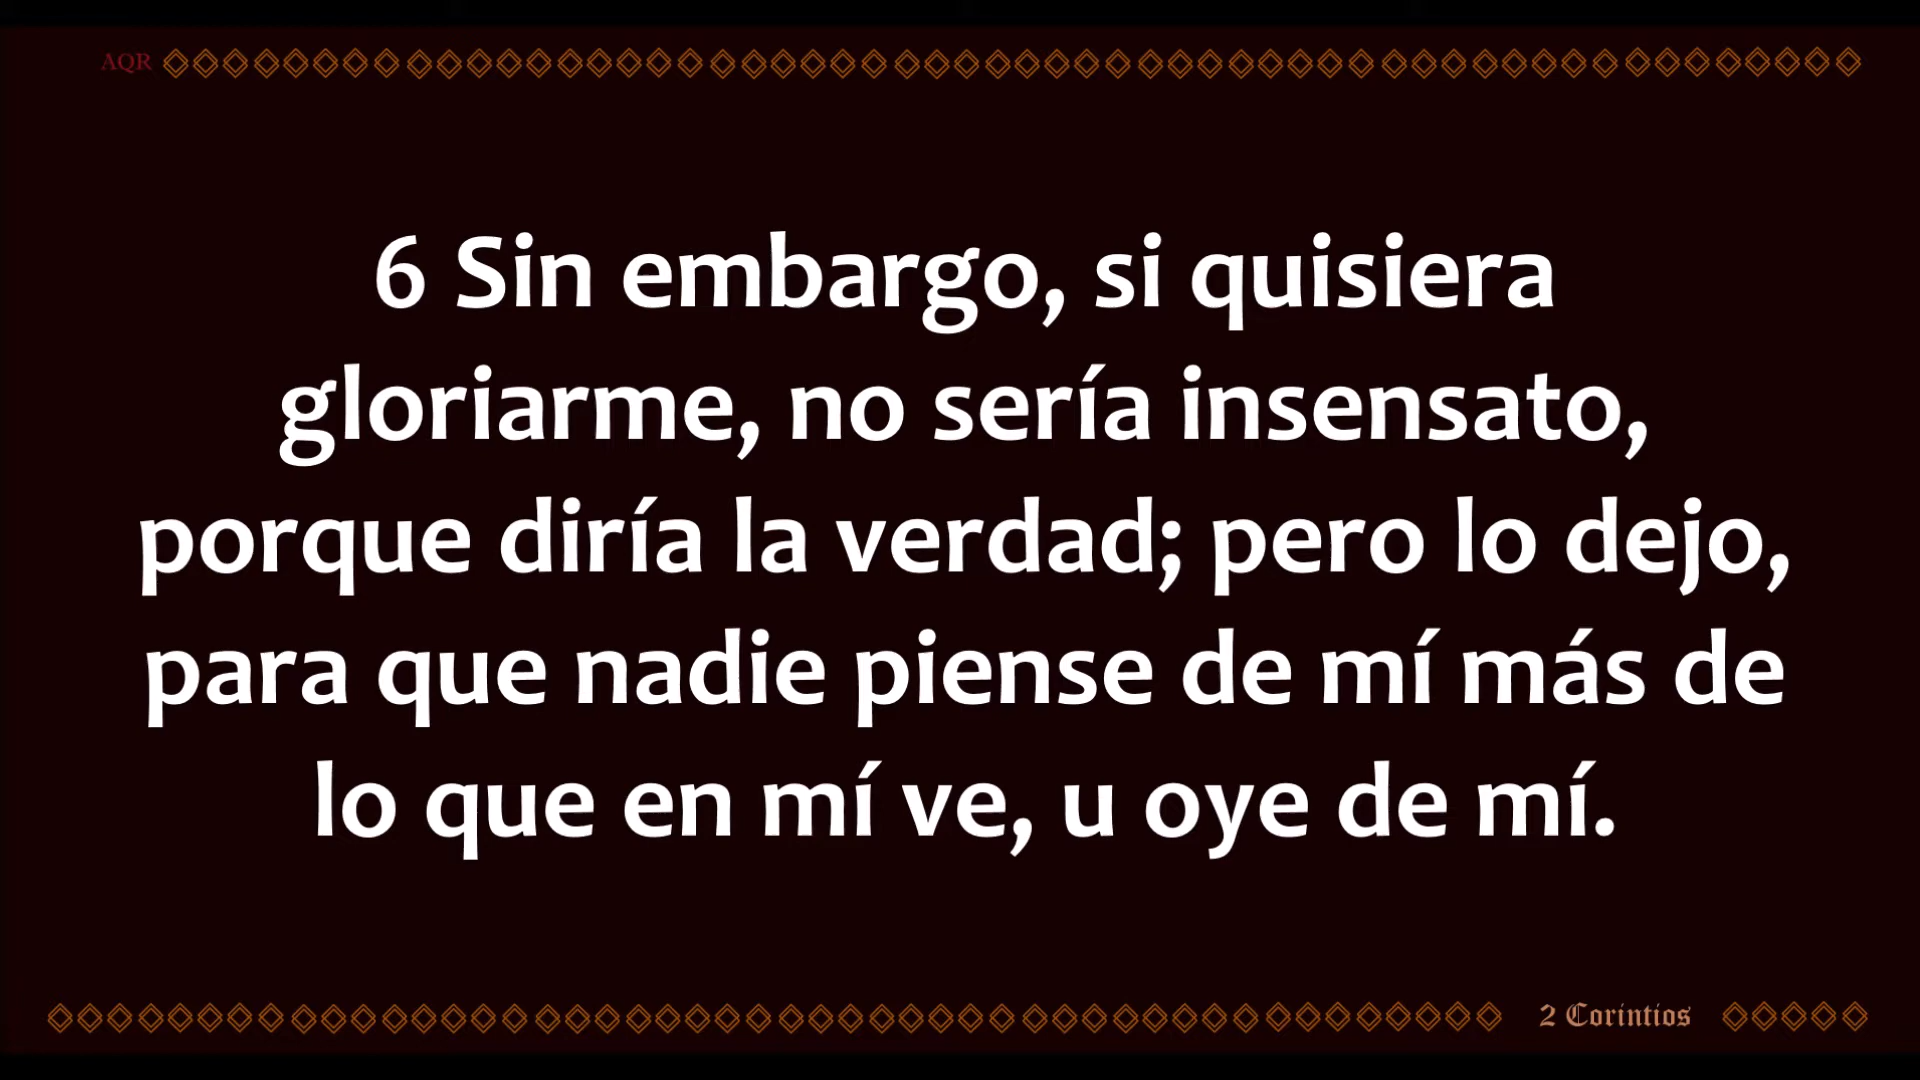 AQR
6 Sin embargo, si quisiera
gloriarme, no sería insensato,
porque diría la verdad; pero lo dejo,
para que nadie piense de mí más de
lo que en mí ve, u oye de mí.
2 Corintios